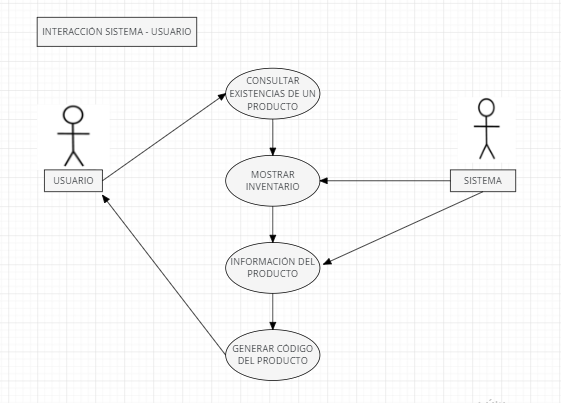 INTERACCIÓN SISTEMA - USUARIO
CONSULTAR
EXISTENCIAS DE UN
PRODUCTO
USUARIO
MOSTRAR
INVENTARIO
SISTEMA
INFORMACIÓN DEL
PRODUCTO
GENERAR CÓDIGO
DEL PRODUCTO